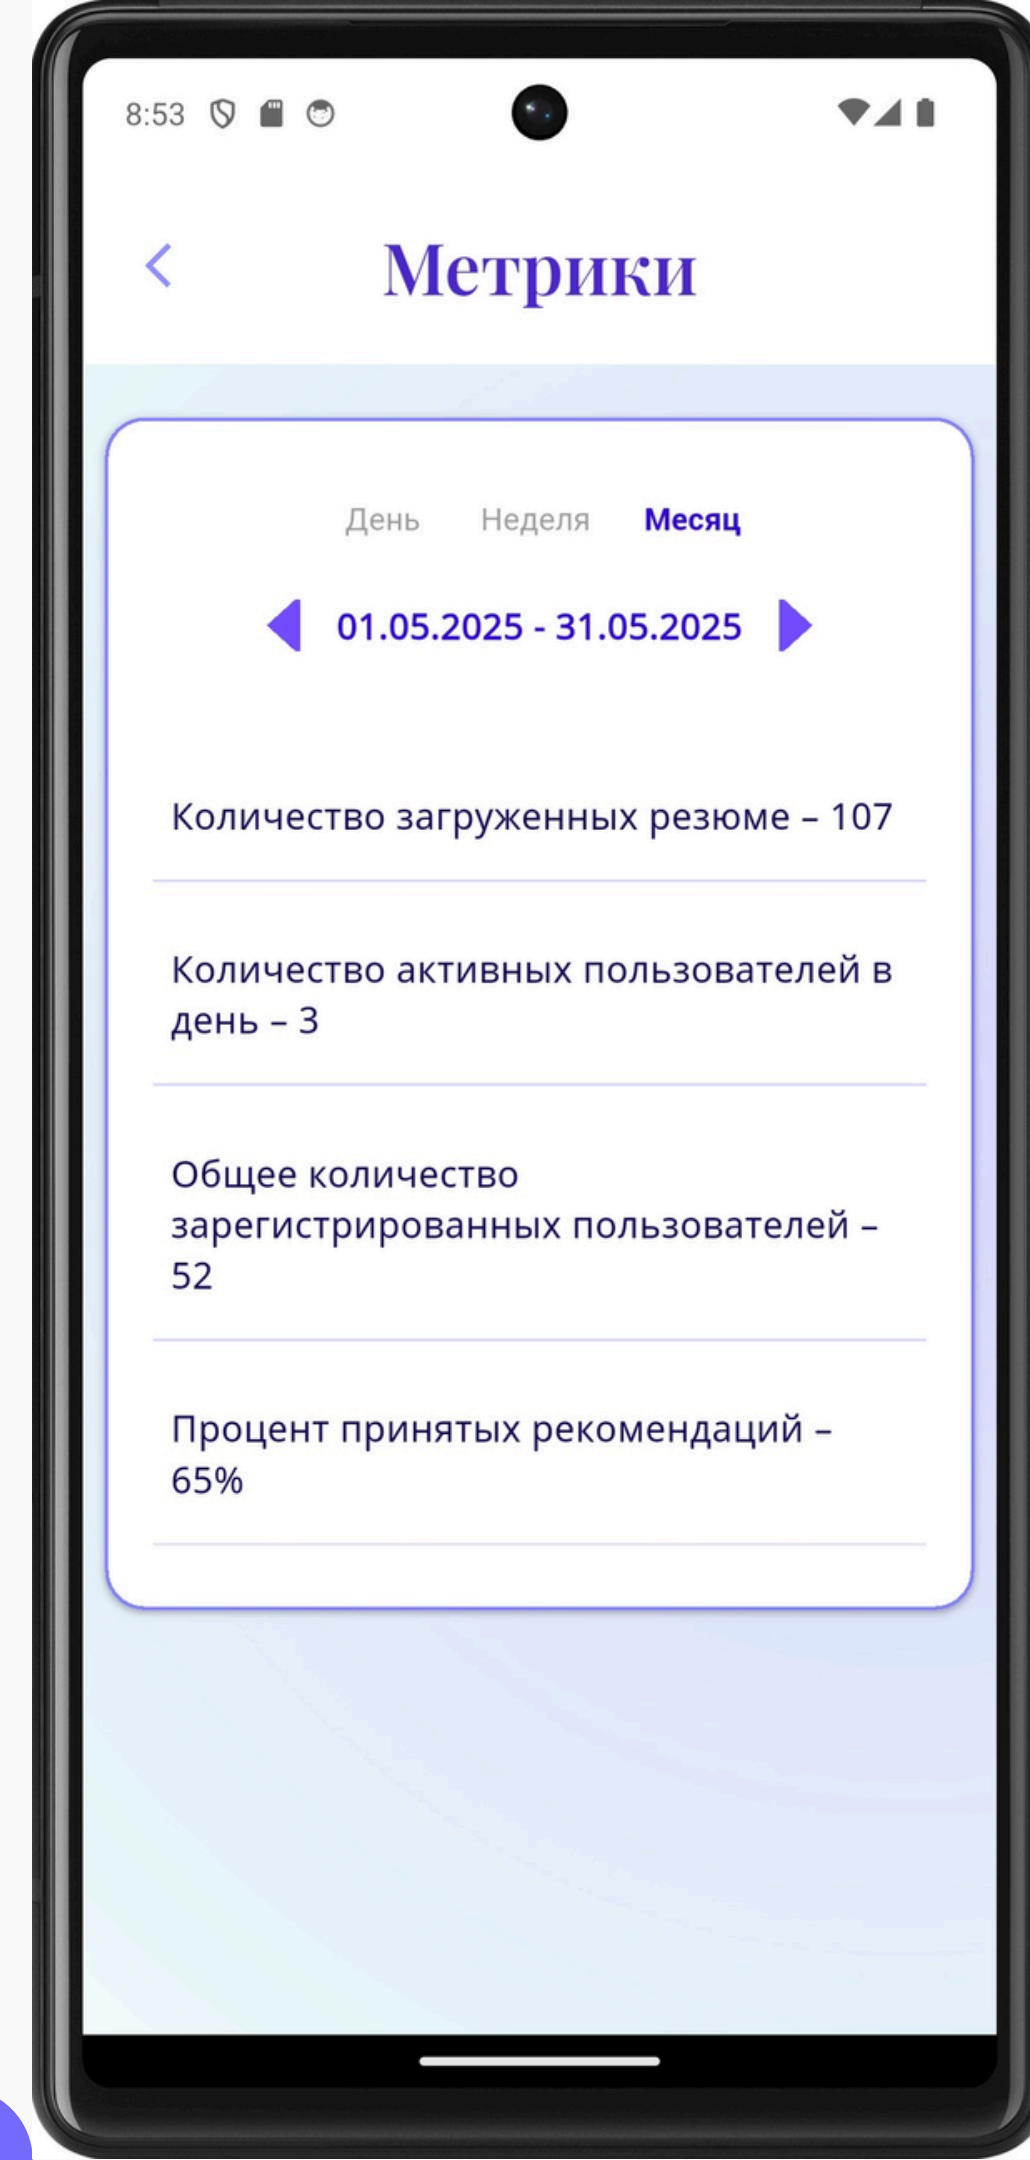 8:53
Метрики
День Неделя Месяц
01.05.2025 - 31.05.2025
Количество загруженных резюме – 107
Количество активных пользователей в
день – 3
Общее количество
зарегистрированных пользователей –
52
Процент принятых рекомендаций –
65%